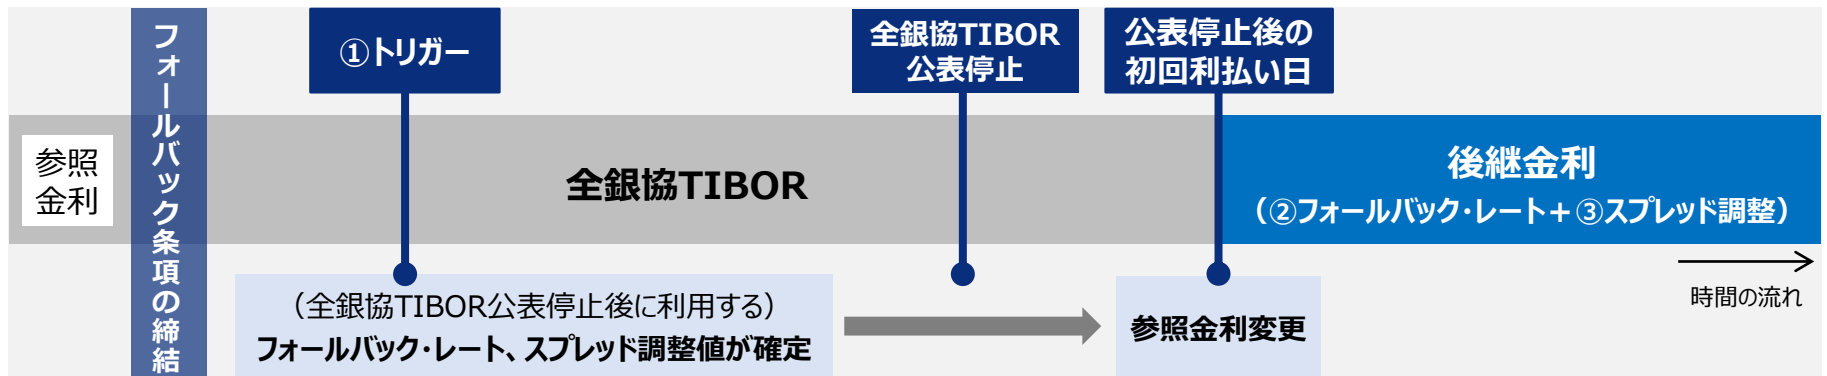 参照
金利
フォールバック条項の締結
①トリガー
全銀協TIBOR
公表停止
公表停止後の
初回利払い日
全銀協TIBOR
後継金利
（②フォールバック・レート＋③スプレッド調整）
（全銀協TIBOR公表停止後に利用する）
フォールバック・レート、スプレッド調整値が確定
参照金利変更
時間の流れ